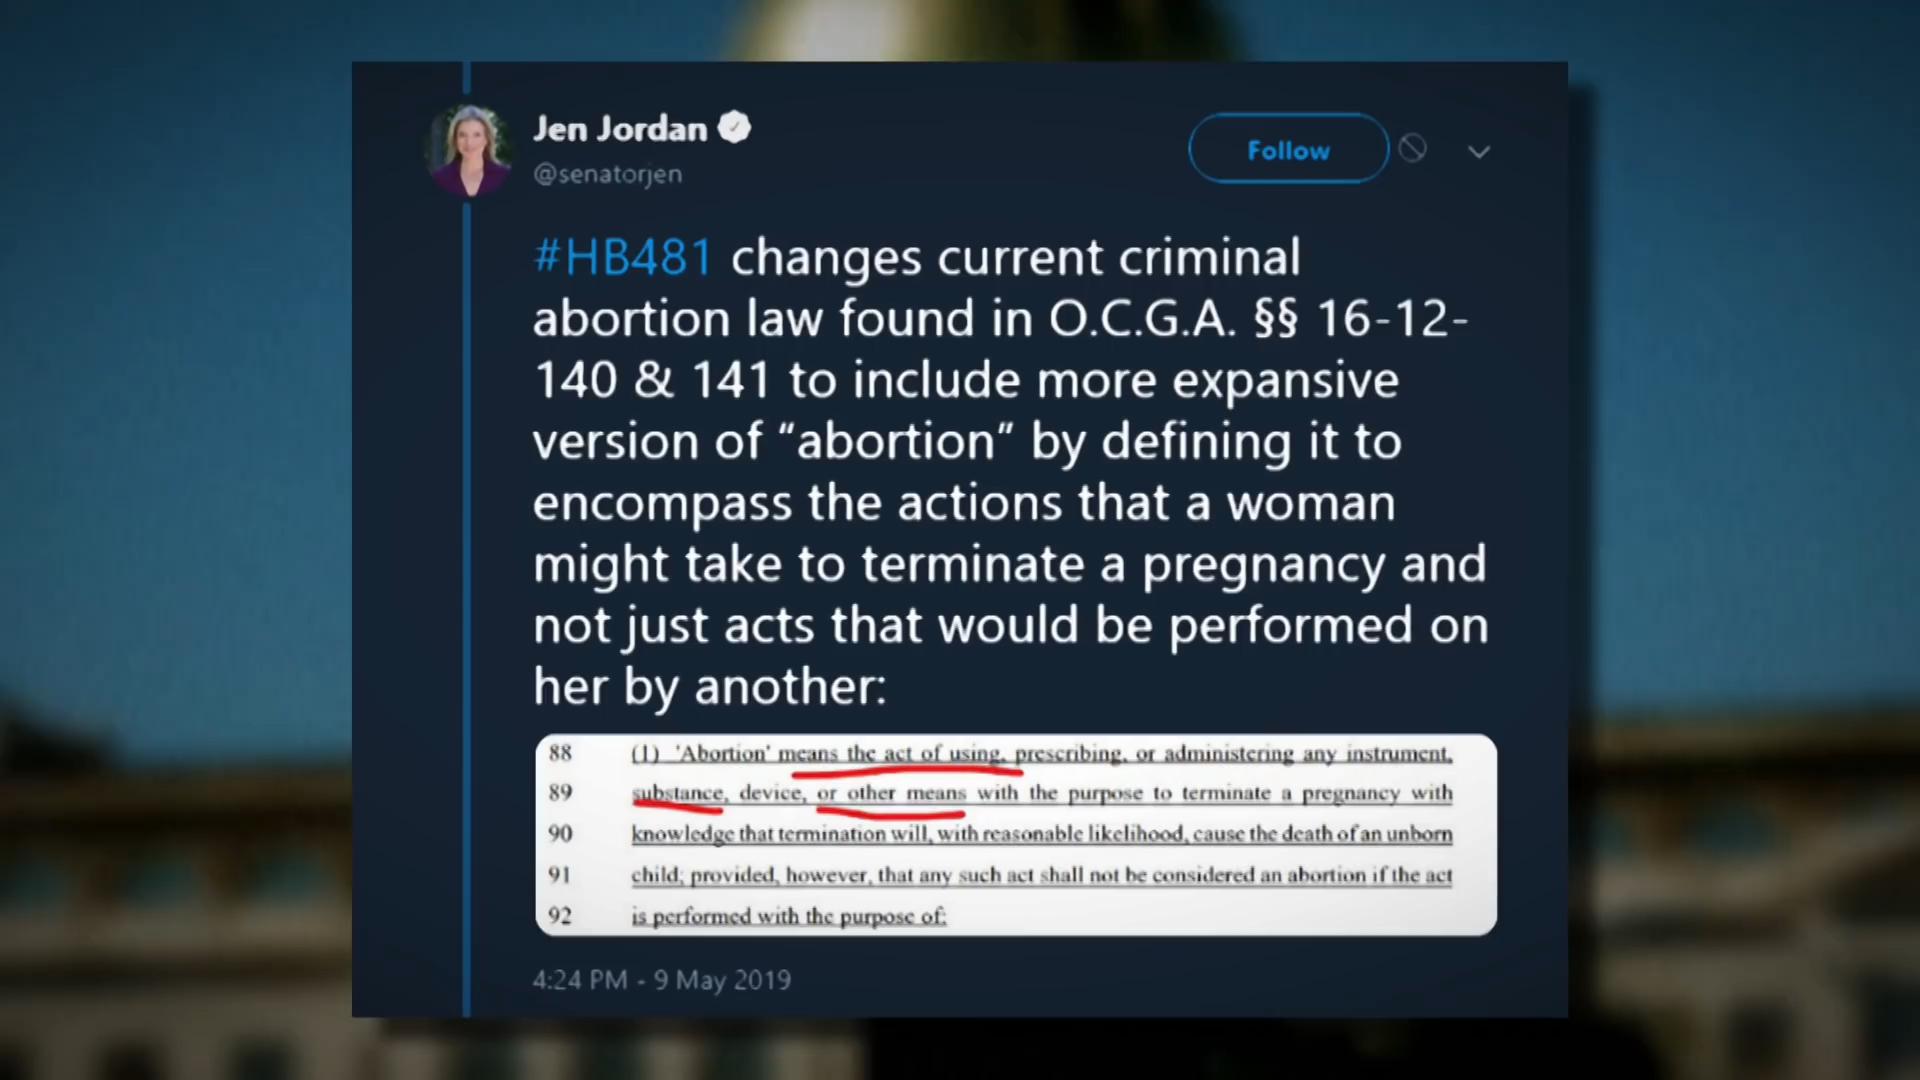 Jen Jordan
@senatorjen
Follow
#HB481 changes current criminal
abortion law found in O.C.G.A. §§ 16-12-
140 & 141 to include more expansive
version of “abortion” by defining it to
encompass the actions that a woman
might take to terminate a pregnancy and
not just acts that would be performed on
her by another:
88 (1) 'Abortion' means the act of using, prescribing, or administering any instrument,
89 substance, device, or other means with the purpose to terminate a pregnancy with
90 knowledge that termination will, with reasonable likelihood, cause the death of an unborn
91 child; provided, however, that any such act shall not be considered an abortion if the act
92 is performed with the purpose of:
4:24 PM - 9 May 2019